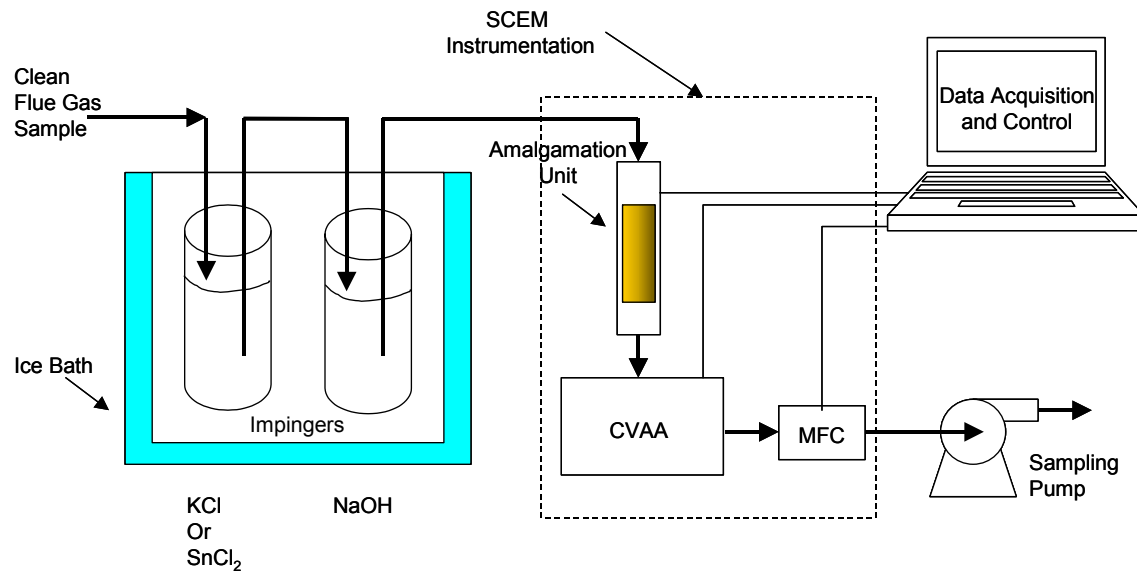 SCEM
Instrumentation
Clean
Flue Gas
Sample
Data Acquisition
and Control
Amalgamation
Unit
Ice Bath
Impingers
CVAA
MFC
Sampling
Pump
KCl
Or
SnCl₂
NaOH